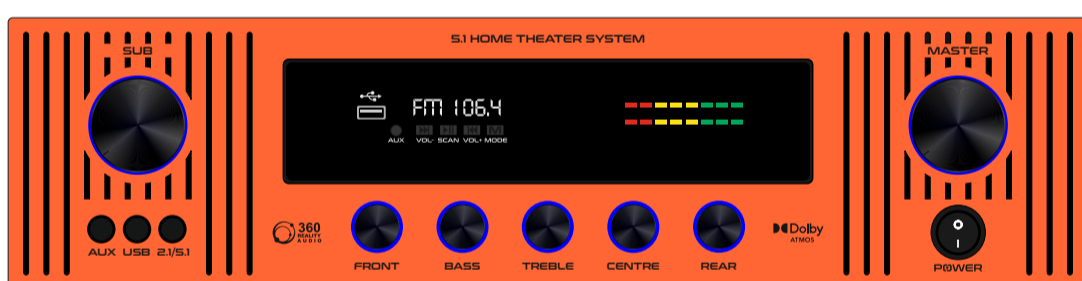 5.1 HOME THEATER SYSTEM
SUB
MASTER
FM 106.4
AUX VOL- SCAN VOL+ MODE
M
360
REALITY
AUDIO
Dolby
ATMOS
AUX USB 2.1/5.1
FRONT BASS TREBLE CENTRE REAR
POWER